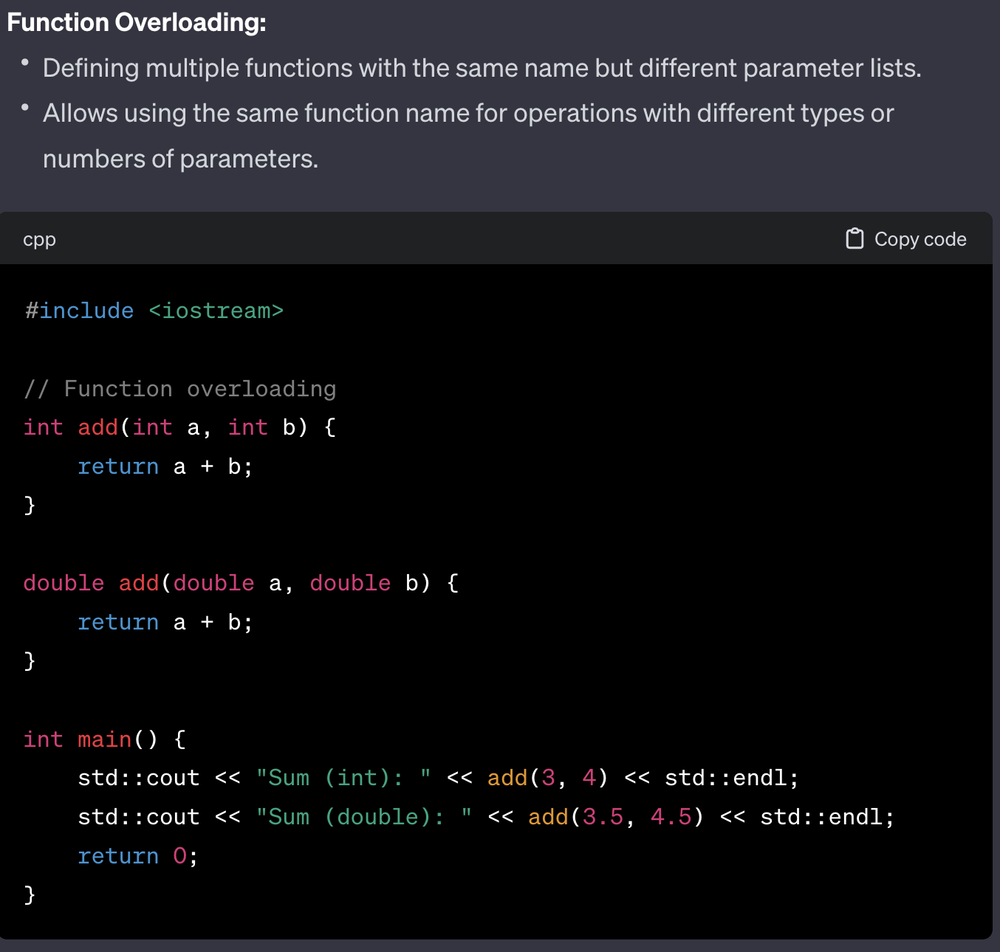 Function Overloading:
• Defining multiple functions with the same name but different parameter lists.
• Allows using the same function name for operations with different types or
numbers of parameters.
cpp
Copy code
#include <iostream>
// Function overloading
int add(int a, int b) {
    return a + b;
}
double add(double a, double b) {
    return a + b;
}
int main() {
    std::cout << "Sum (int): " << add(3, 4) << std::endl;
    std::cout << "Sum (double): " << add(3.5, 4.5) << std::endl;
    return 0;
}